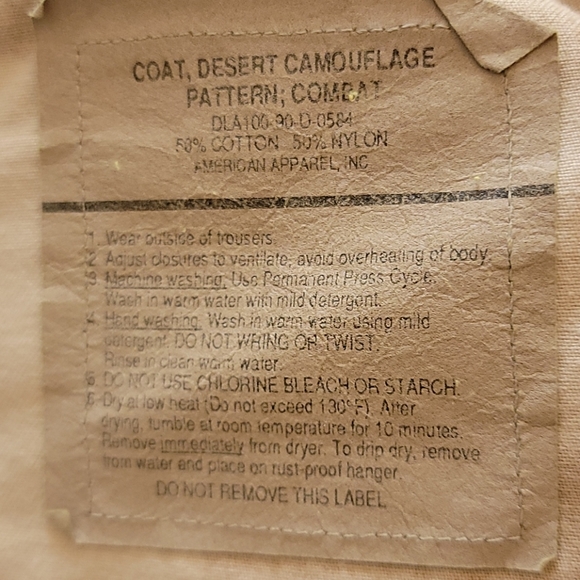 COAT, DESERT CAMOUFLAGE
PATTERN; COMBAT
DLA100-90-D-0584
50% COTTON 50% NYLON
AMERICAN APPAREL, INC
1 Wear outside of trousers.
2 Adjust closures to ventilate, avoid overheating of body.
3 Machine washing: Use Permanent Press Cycle.
Wash in warm water with mild detergent.
4 Hand washing: Wash in warm water using mild
detergent. DO NOT WRING OR TWIST.
Rinse in clean warm water.
5 DO NOT USE CHLORINE BLEACH OR STARCH.
6 Dry at low heat (Do not exceed 130°F). After
drying, tumble at room temperature for 10 minutes.
Remove immediately from dryer. To drip dry, remove
from water and place on rust-proof hanger.
DO NOT REMOVE THIS LABEL